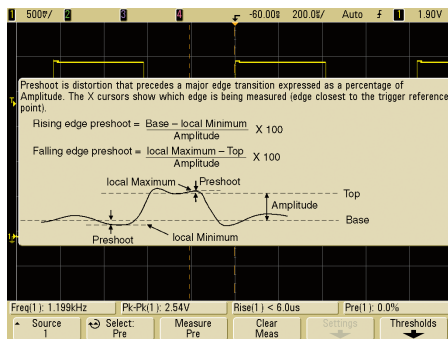 1 500▽/ 2 3 4 -60.00▽ 200.0▽/ Auto 1 1.90V
Preshoot is distortion that precedes a major edge transition expressed as a percentage of
Amplitude. The X cursors show which edge is being measured (edge closest to the trigger reference
point).
Rising edge preshoot = Base – local Minimum / Amplitude X 100
Falling edge preshoot = local Maximum – Top / Amplitude X 100
local Maximum Preshoot
Top
Amplitude
Base
Preshoot local Minimum
Freq(1): 1.199kHz Pk-Pk(1): 2.54V Rise(1) < 6.0us Pre(1): 0.0%
Source Select: Measure Clear Settings Thresholds
1 Pre Pre Meas